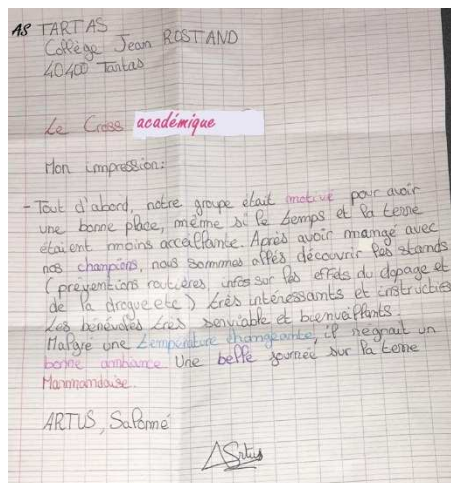 AS TARTAS
Collège Jean ROSTAND
40400 Tartas
Le Cross académique
Mon impression:
- Tout d'abord, notre groupe était motivé pour avoir
une bonne place, même si le temps et la terre
étaient moins accaillante. Après avoir mangé avec
nos champions, nous sommes allés découvrir les stands
(preventions routières, infos sur les effets du dopage et
de la drogue etc) très intéressants et instructifs
Les bénévoles très serviable et bienveillants.
Malgré une température changeante, il régnait un
bonne ambiance Une belle journée sur la terre
Marmandaise.
ARTUS, Salomé